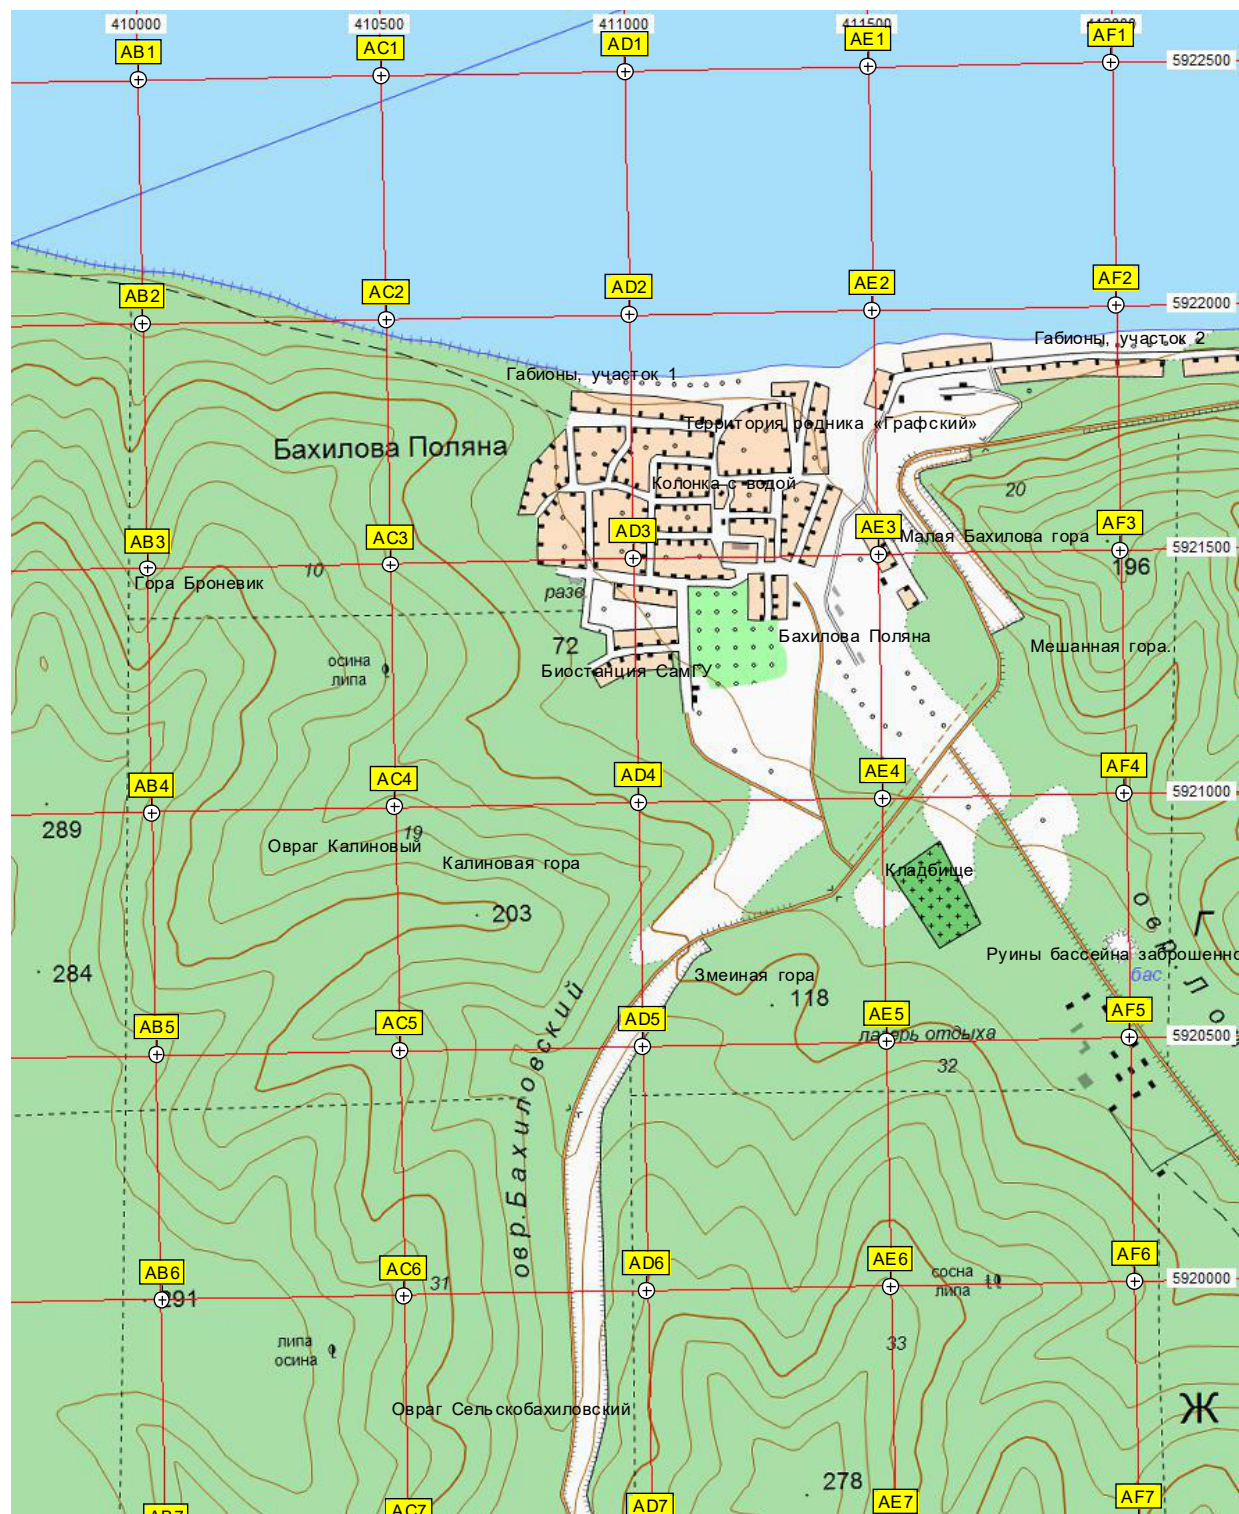 410000 410500 411000 411500 412000
AB1 AC1 AD1 AE1 AF1
5922500
AB2 AC2 AD2 AE2 AF2
5922000
Габионы, участок 2
Габионы, участок 1
Территория родника «Графский»
Бахилова Поляна
Колонка с водой
20
AB3 AC3 AD3 AE3 AF3
Малая Бахилова гора
5921500
196
10
Гора Броневик
разв.
Бахилова Поляна
72
Мешанная гора.
осина
липа
Биостанция СамГУ
AB4 AC4 AD4 AE4 AF4
5921000
289
19
Овраг Калиновый
Калиновая гора
Кладбище
203
Г
овр. Ло
Руины бассейна заброшенно
284
Змеиная гора
бас.
118
AB5 AC5 AD5 AE5 AF5
лагерь отдыха
5920500
32
овр. Бахиловский
AB6 AC6 AD6 AE6 AF6
сосна
липа
5920000
31
291
липа
осина
33
Овраг Сельскобахиловский
Ж
278
AB7 AC7 AD7 AE7 AF7